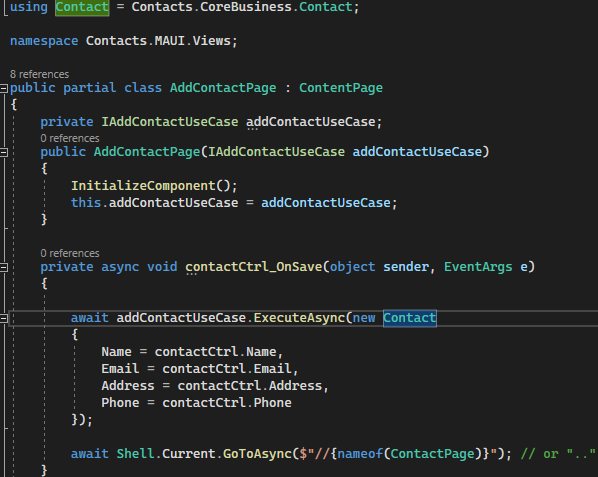 using Contact = Contacts.CoreBusiness.Contact;
namespace Contacts.MAUI.Views;
8 references
public partial class AddContactPage : ContentPage
{
private IAddContactUseCase addContactUseCase;
0 references
public AddContactPage(IAddContactUseCase addContactUseCase)
{
InitializeComponent();
this.addContactUseCase = addContactUseCase;
}
0 references
private async void contactCtrl_OnSave(object sender, EventArgs e)
{
await addContactUseCase.ExecuteAsync(new Contact
{
Name = contactCtrl.Name,
Email = contactCtrl.Email,
Address = contactCtrl.Address,
Phone = contactCtrl.Phone
});
await Shell.Current.GoToAsync($"//{nameof(ContactPage)}"); // or ".."
}